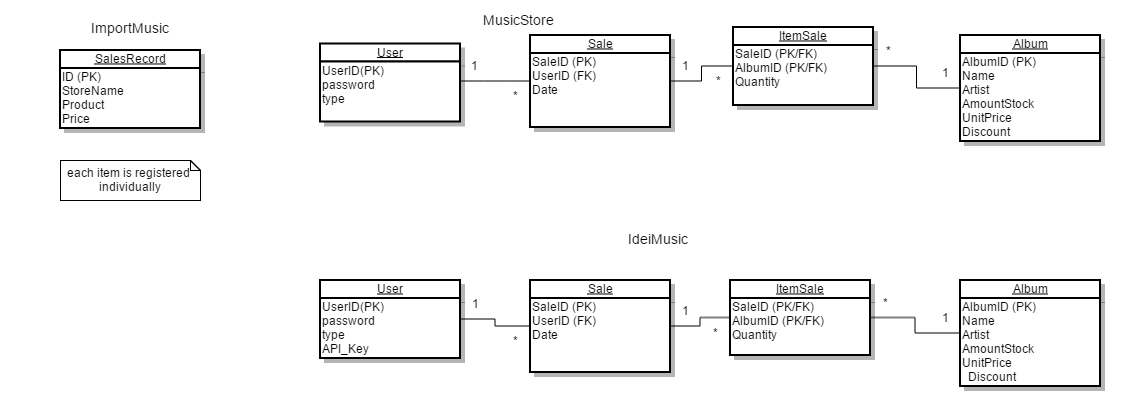 ImportMusic
SalesRecord
ID (PK)
StoreName
Product
Price
each item is registered
individually
MusicStore
User
UserID(PK)
password
type
1
*
Sale
SaleID (PK)
UserID (FK)
Date
1
*
ItemSale
SaleID (PK/FK)
AlbumID (PK/FK)
Quantity
*
1
Album
AlbumID (PK)
Name
Artist
AmountStock
UnitPrice
Discount
IdeiMusic
User
UserID(PK)
password
type
API_Key
1
*
Sale
SaleID (PK)
UserID (FK)
Date
1
*
ItemSale
SaleID (PK/FK)
AlbumID (PK/FK)
Quantity
*
1
Album
AlbumID (PK)
Name
Artist
AmountStock
UnitPrice
Discount